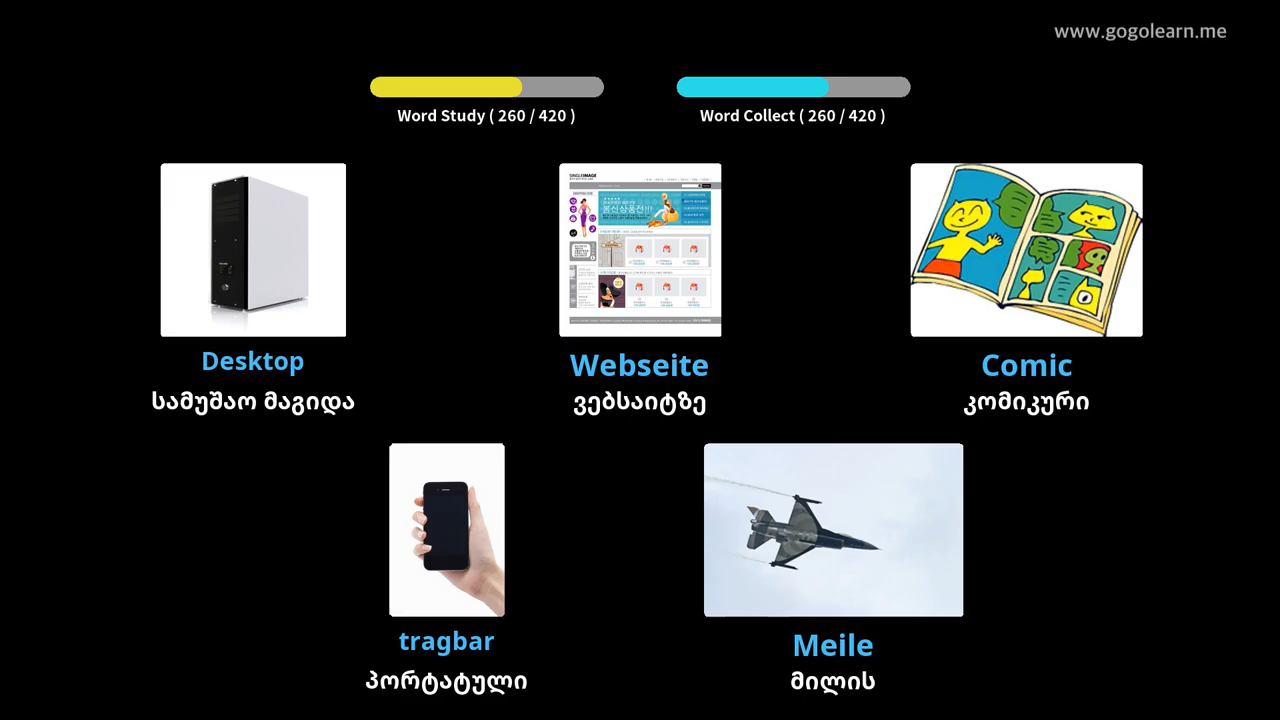 www.gogolearn.me
Word Study ( 260 / 420 )
Word Collect ( 260 / 420 )
Desktop
სამუშაო მაგიდა
Webseite
ვებსაიტზე
Comic
კომიკური
tragbar
პორტატული
Meile
მილის